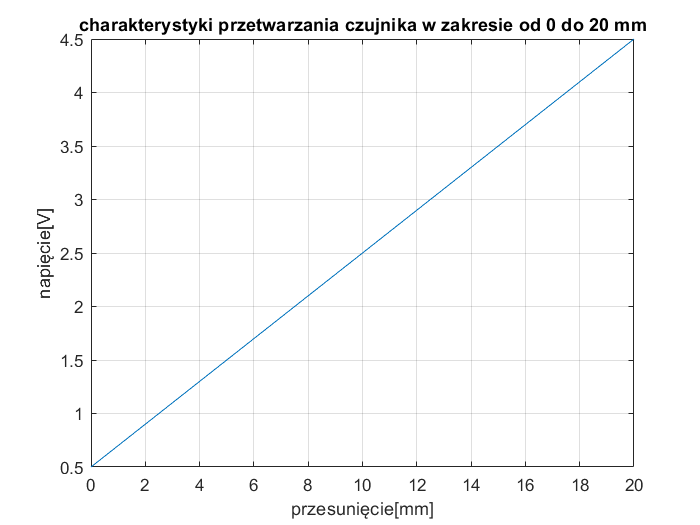 charakterystyki przetwarzania czujnika w zakresie od 0 do 20 mm
4.5
4
3.5
3
2.5
2
1.5
1
0.5
napięcie[V]
0 2 4 6 8 10 12 14 16 18 20
przesunięcie[mm]